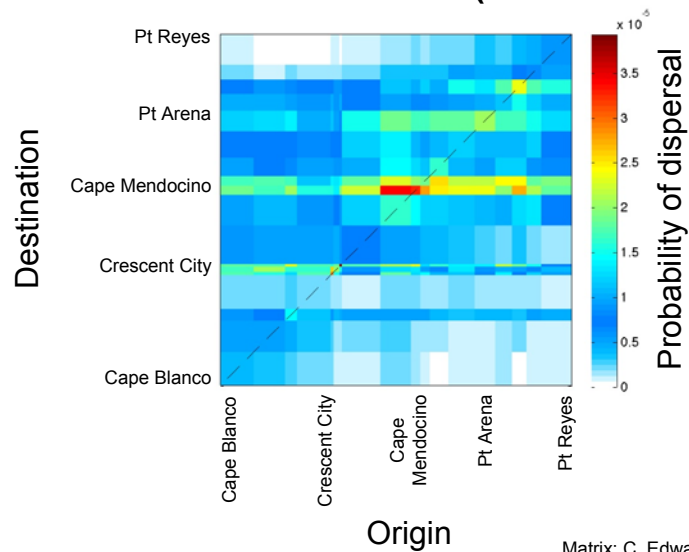 (
x 10⁻⁵
Pt Reyes
Pt Arena
Cape Mendocino
Crescent City
Cape Blanco
Destination
3.5
3
2.5
2
1.5
1
0.5
0
Probability of dispersal
Cape Blanco
Crescent City
Cape
Mendocino
Pt Arena
Pt Reyes
Origin
Matrix: C. Edwa